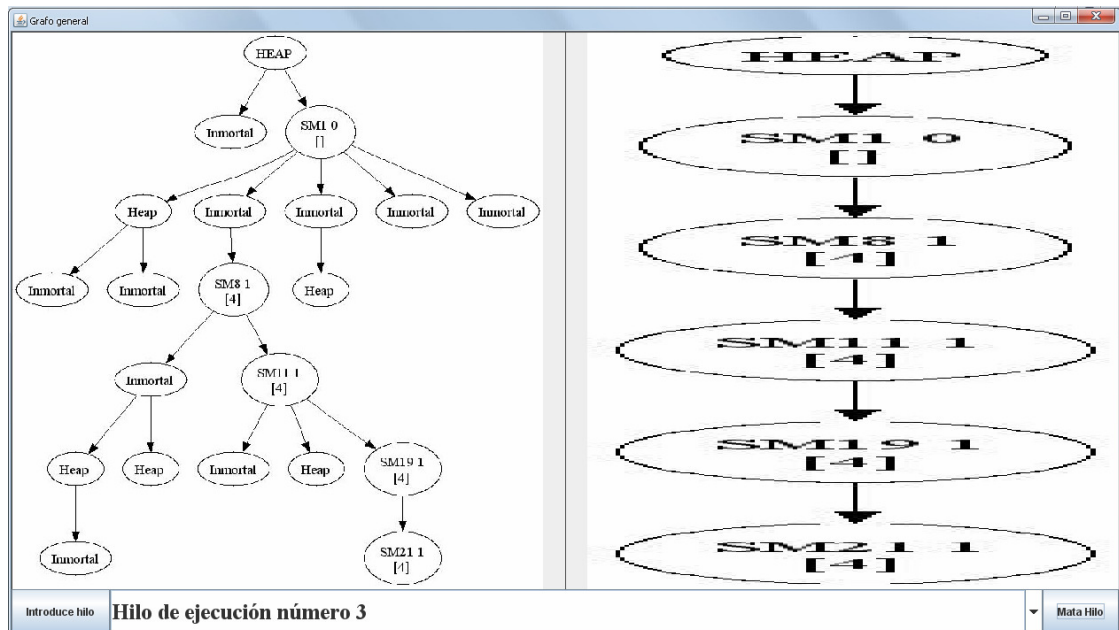 Grafo general
HEAP
Inmortal
SM1 0
[]
Heap
Inmortal
Inmortal
Inmortal
Inmortal
Inmortal
Inmortal
SM8 1
[4]
Heap
Inmortal
SM11 1
[4]
Heap
Heap
Inmortal
Heap
SM19 1
[4]
Inmortal
SM21 1
[4]
HEAP
SM1 0
[]
SM8 1
[4]
SM11 1
[4]
SM19 1
[4]
SM21 1
[4]
Introduce hilo
Hilo de ejecución número 3
Mata Hilo